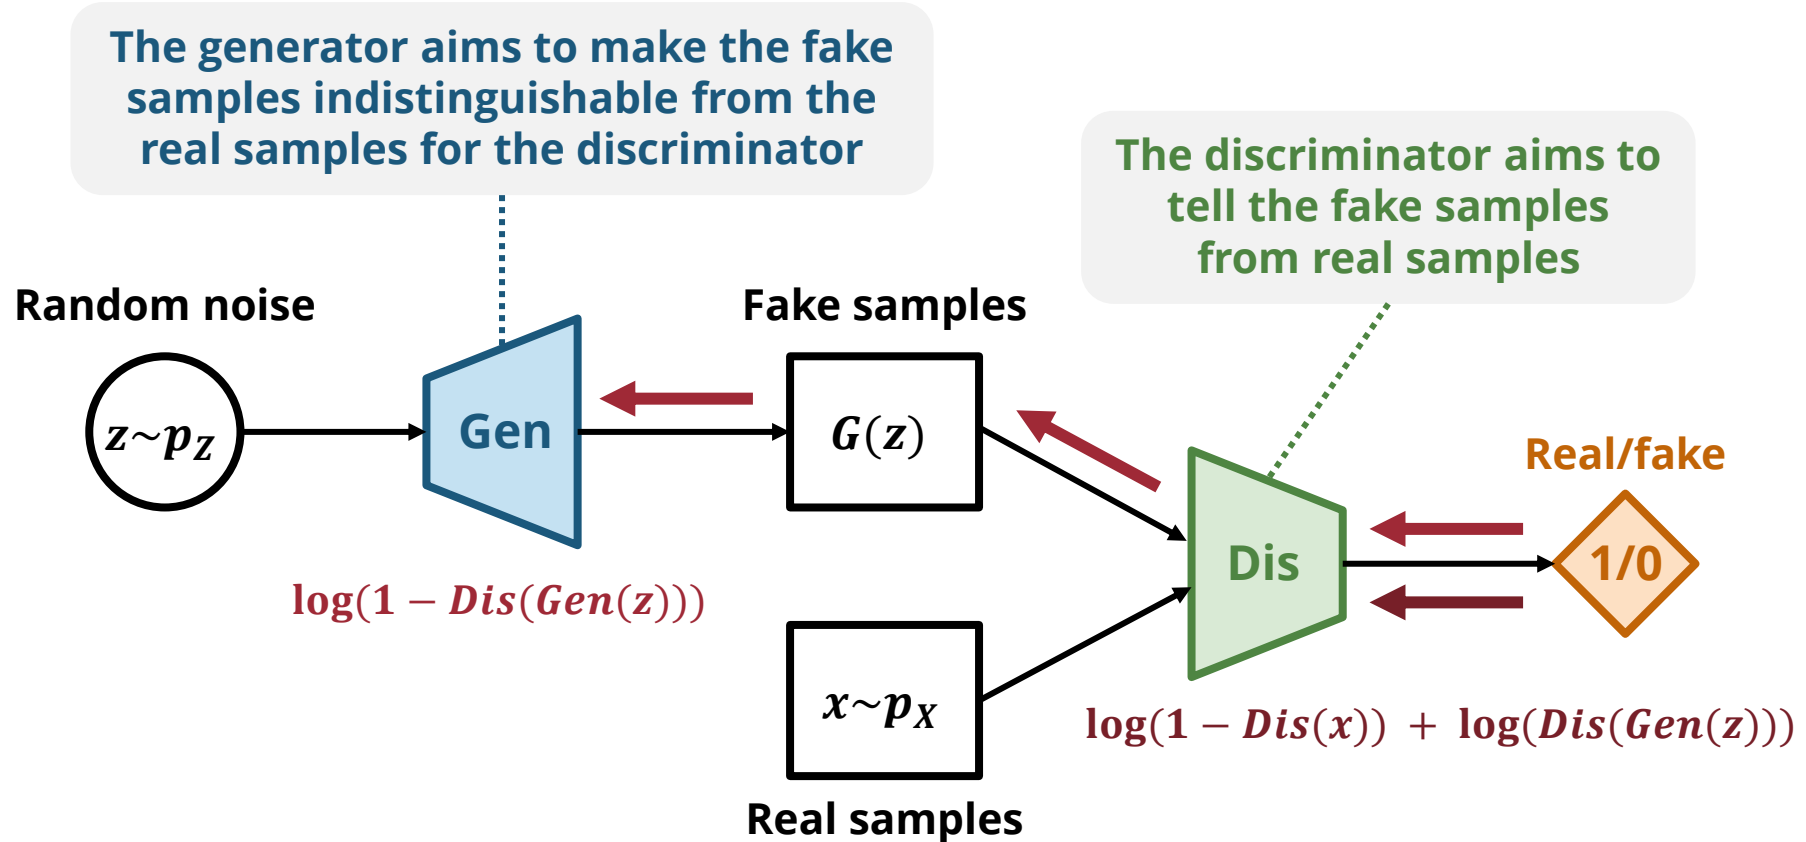 The generator aims to make the fake
samples indistinguishable from the
real samples for the discriminator
The discriminator aims to
tell the fake samples
from real samples
Random noise
Fake samples
z~p_Z
Gen
G(z)
Real/fake
Dis
1/0
log(1 − Dis(Gen(z)))
x~p_X
log(1 − Dis(x)) + log(Dis(Gen(z)))
Real samples